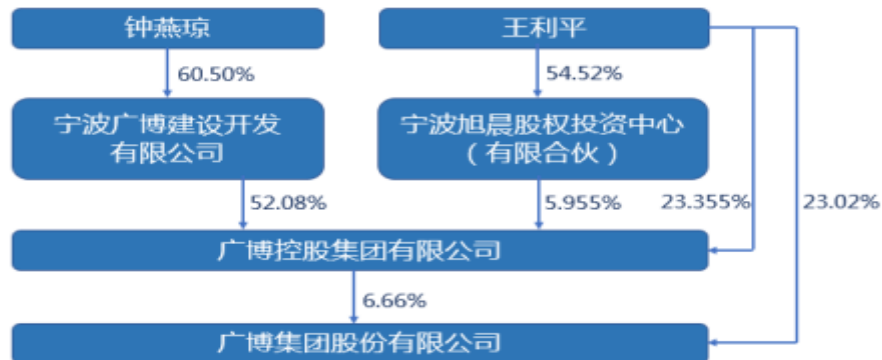 钟燕琼
王利平
60.50%
54.52%
宁波广博建设开发
有限公司
宁波旭晨股权投资中心
（有限合伙）
52.08%
5.955%
23.355%
23.02%
广博控股集团有限公司
6.66%
广博集团股份有限公司